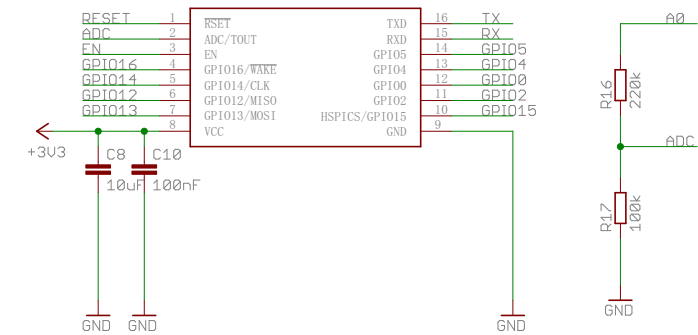 RESET 1 RSET TXD 16 TX A0
ADC 2 ADC/TOUT RXD 15 RX
EN 3 EN GPIO5 14 GPIO5
GPIO16 4 GPIO16/WAKE GPIO4 13 GPIO4
GPIO14 5 GPIO14/CLK GPIO0 12 GPIO0
GPIO12 6 GPIO12/MISO GPIO2 11 GPIO2
GPIO13 7 GPIO13/MOSI HSPICS/GPIO15 10 GPIO15
8 VCC GND 9
+3V3
R16
220k
ADC
C8 C10
10uF 100nF
R17
100k
GND GND GND GND